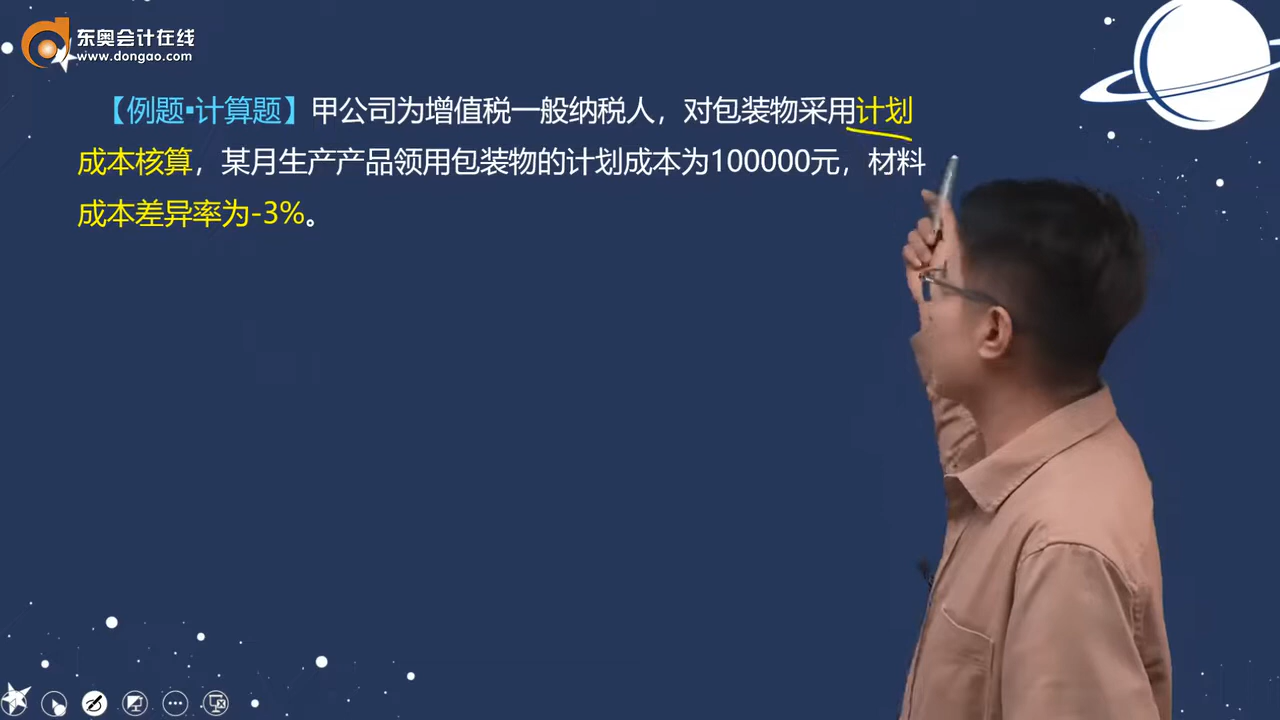 东奥会计在线
www.dongao.com
【例题·计算题】甲公司为增值税一般纳税人，对包装物采用计划
成本核算，某月生产产品领用包装物的计划成本为100000元，材料
成本差异率为-3%。